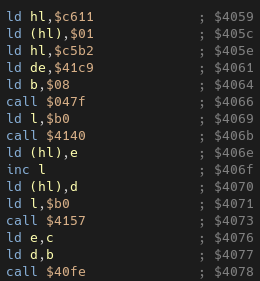 ld hl,$c611 ; $4059
ld (hl),$01 ; $405c
ld hl,$c5b2 ; $405e
ld de,$41c9 ; $4061
ld b,$08 ; $4064
call $047f ; $4066
ld l,$b0 ; $4069
call $4140 ; $406b
ld (hl),e ; $406e
inc l ; $406f
ld (hl),d ; $4070
ld l,$b0 ; $4071
call $4157 ; $4073
ld e,c ; $4076
ld d,b ; $4077
call $40fe ; $4078